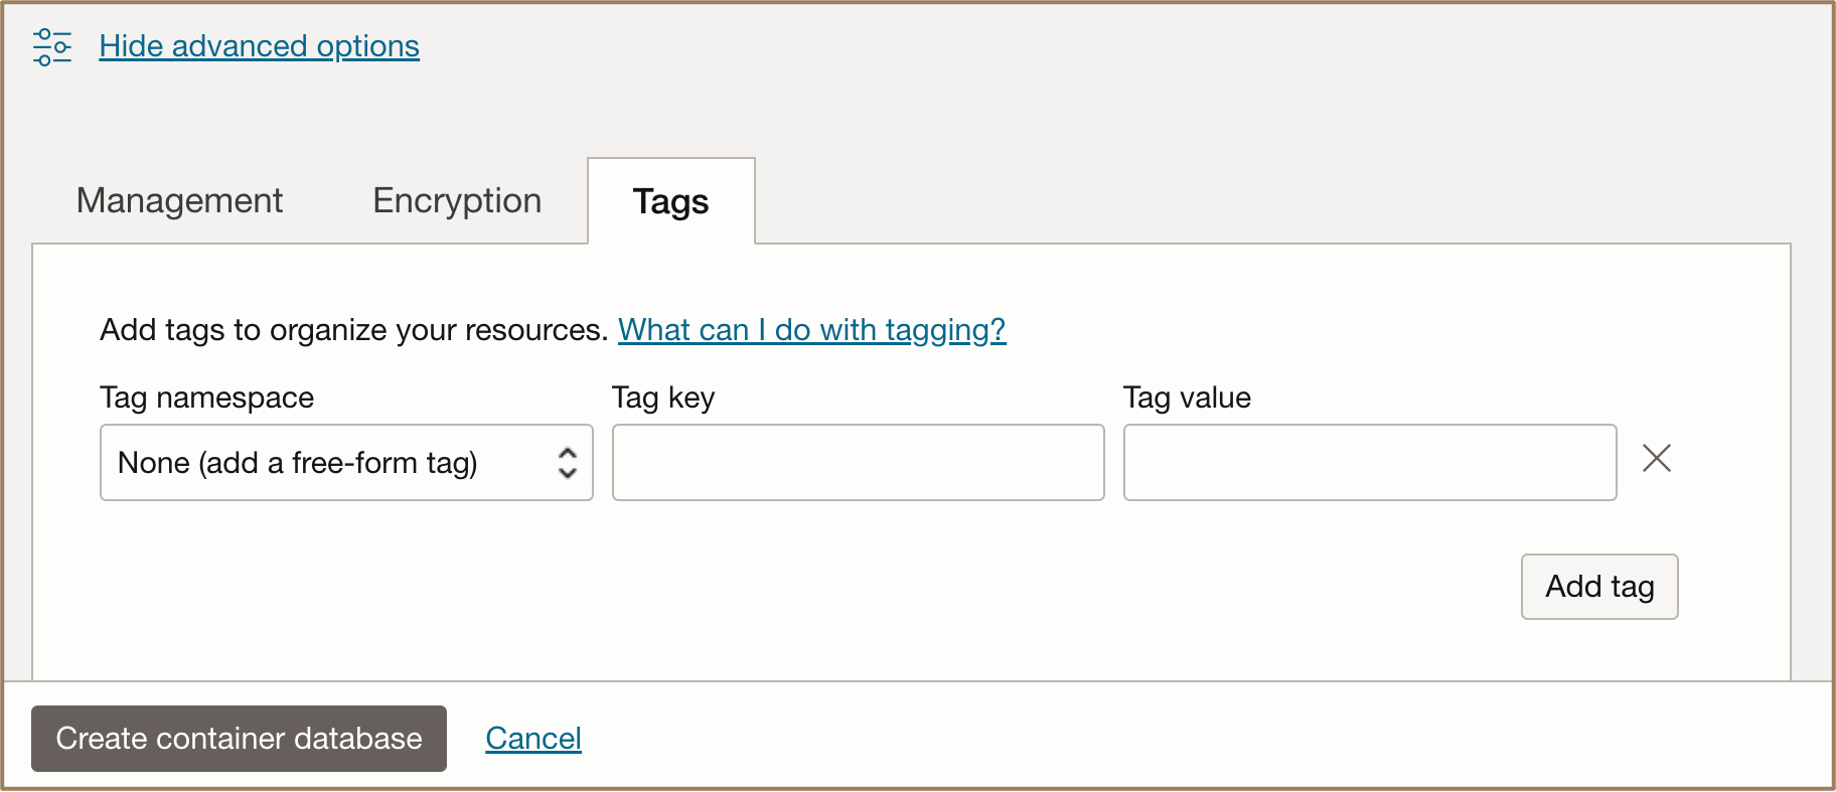 Hide advanced options
Management Encryption Tags
Add tags to organize your resources. What can I do with tagging?
Tag namespace Tag key Tag value
None (add a free-form tag)
Add tag
Create container database Cancel